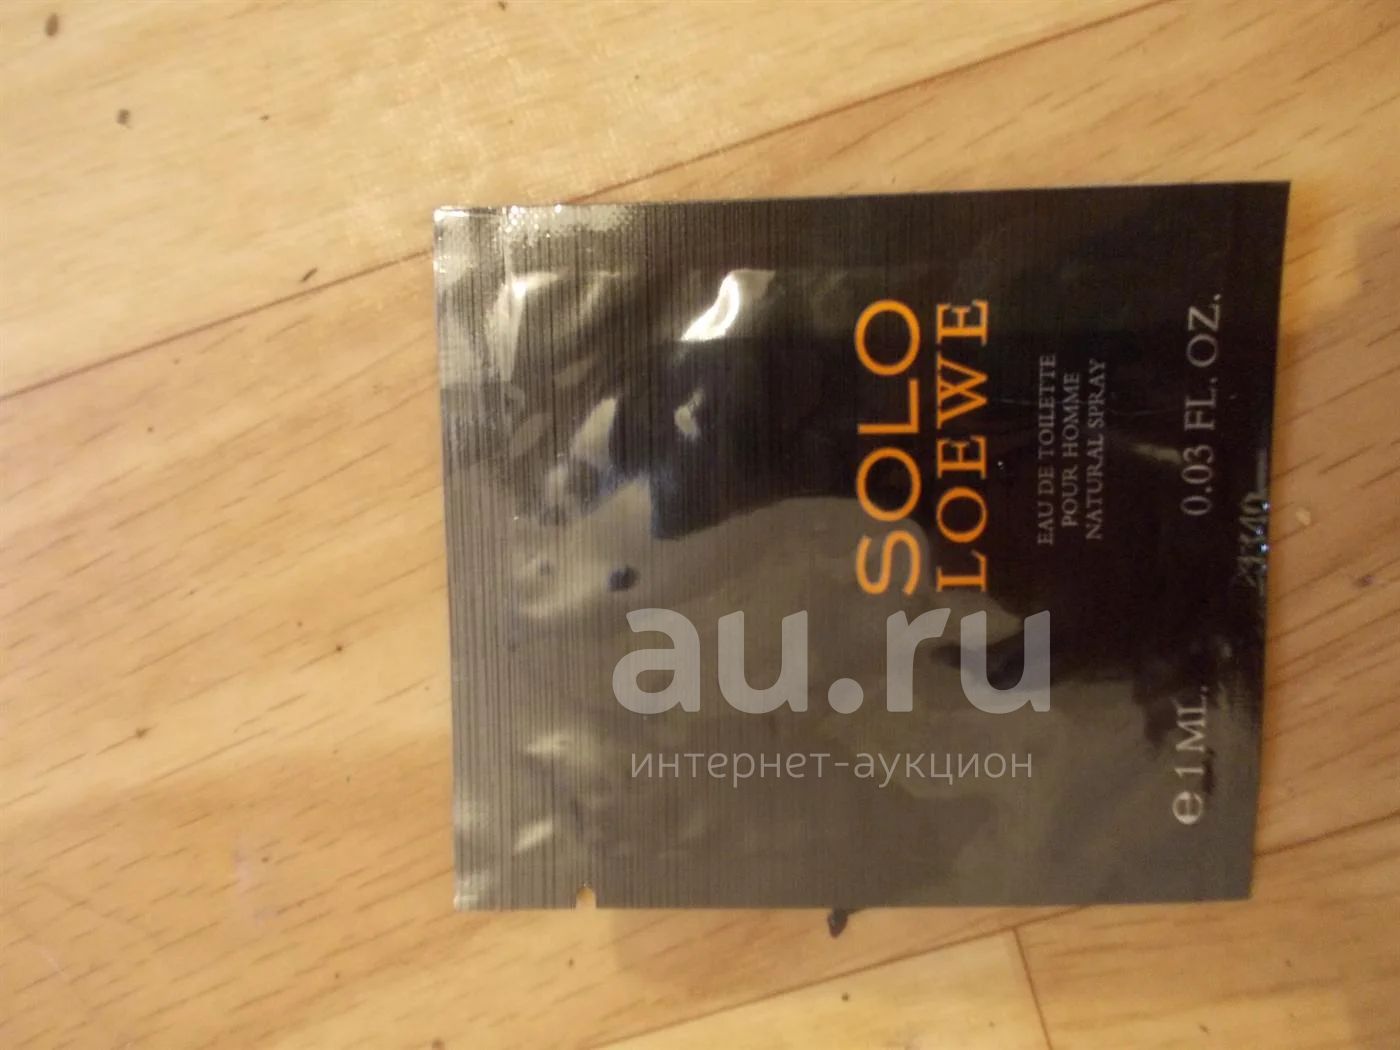 SOLO
LOEWE
EAU DE TOILETTE
POUR HOMME
NATURAL SPRAY
e 1 ML. 0.03 FL. OZ.
au.ru
интернет-аукцион